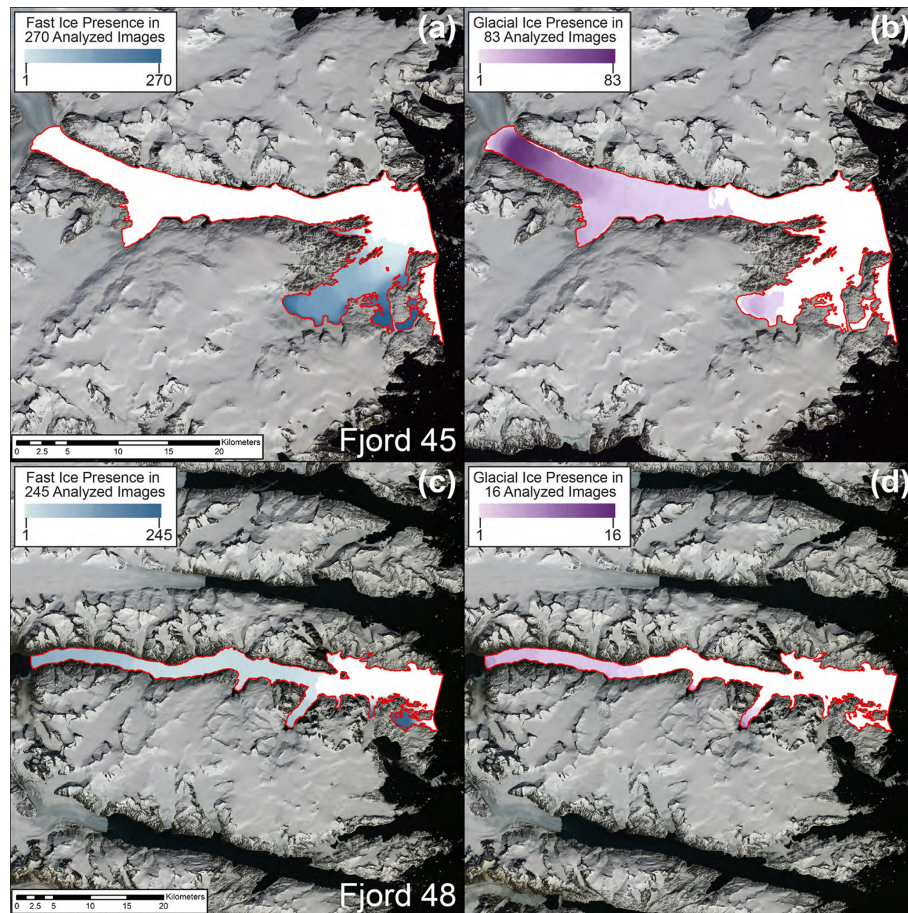 Fast Ice Presence in
270 Analyzed Images
1 270
(a)
Glacial Ice Presence in
83 Analyzed Images
1 83
(b)
Kilometers
0 2.5 5 10 15 20
Fjord 45
Fast Ice Presence in
245 Analyzed Images
1 245
(c)
Glacial Ice Presence in
16 Analyzed Images
1 16
(d)
Kilometers
0 2.5 5 10 15 20
Fjord 48